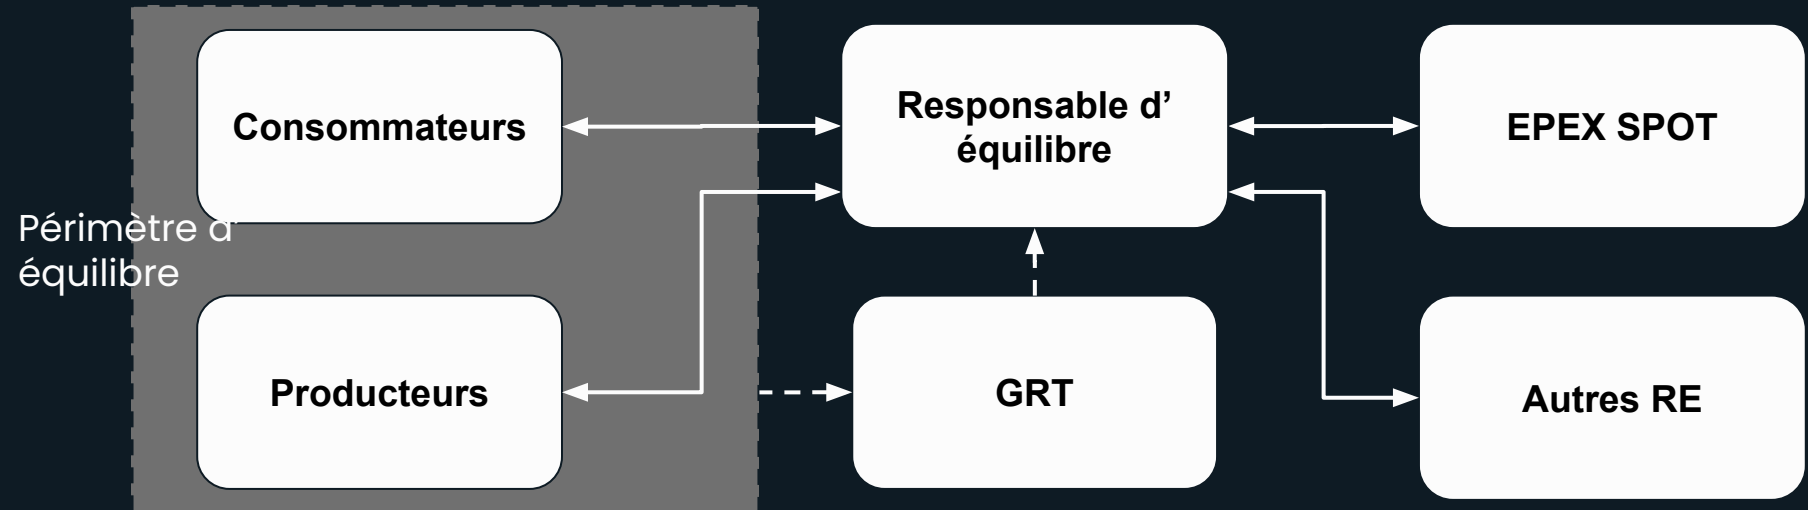 Consommateurs
Responsable d’
équilibre
EPEX SPOT
Périmètre d’
équilibre
Producteurs
GRT
Autres RE